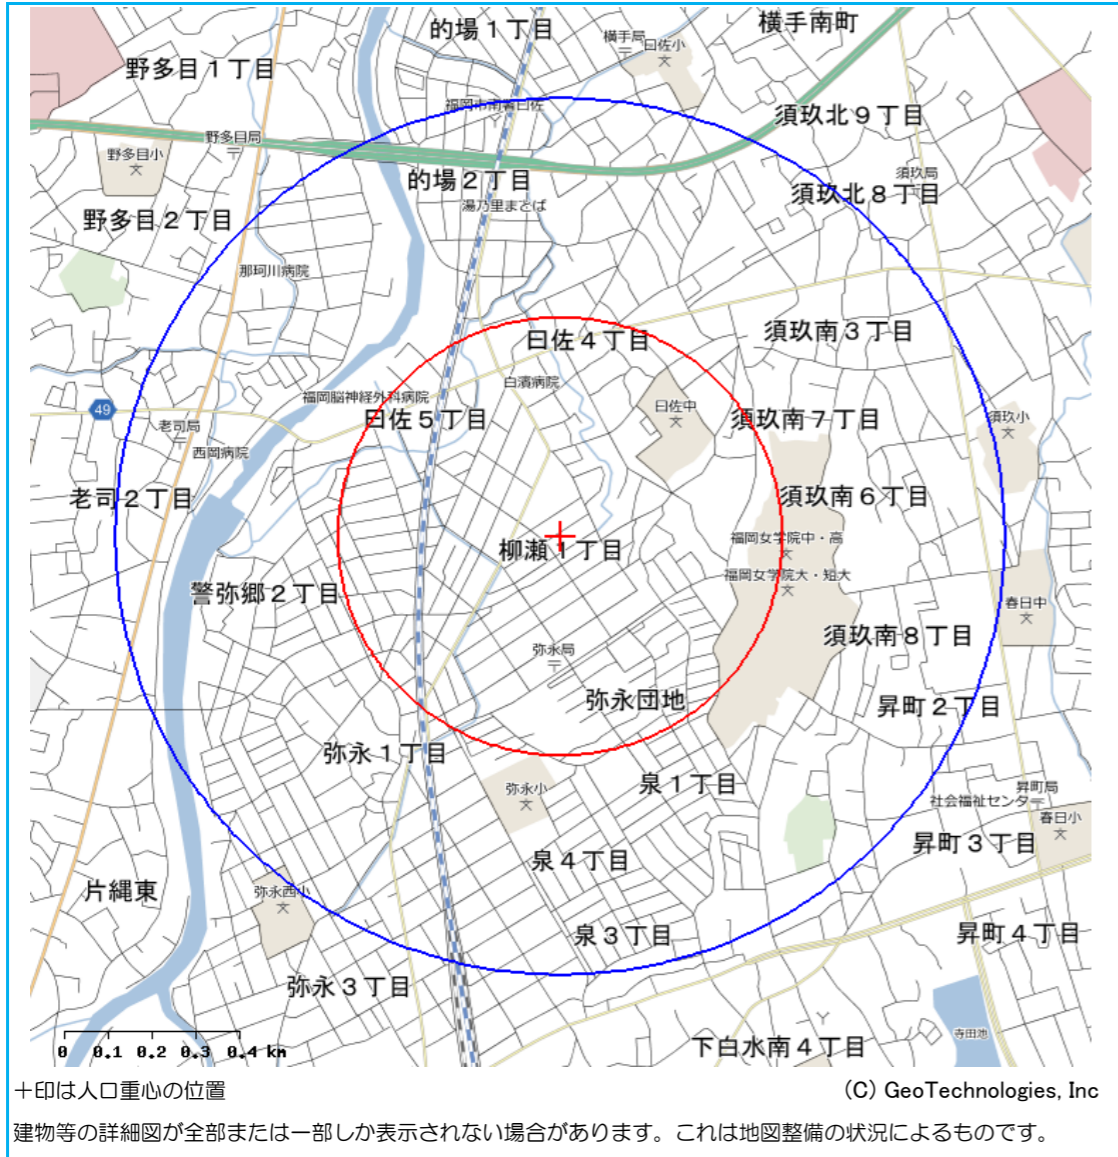 的場１丁目
横手南町
横手局
曰佐小
野多目１丁目
福岡市南署曰佐
須玖北９丁目
野多目局
野多目小
須玖局
的場２丁目
須玖北８丁目
湯乃里まとば
野多目２丁目
那珂川病院
須玖南３丁目
曰佐４丁目
白濱病院
福岡脳神経外科病院
49
曰佐中
曰佐５丁目
須玖南７丁目
須玖小
老司局
西岡病院
老司２丁目
須玖南６丁目
福岡女学院中・高
柳瀬１丁目
福岡女学院大・短大
警弥郷２丁目
春日中
須玖南８丁目
弥永局
弥永団地
昇町２丁目
弥永１丁目
泉１丁目
弥永小
昇町局
社会福祉センター
春日小
昇町３丁目
泉４丁目
片縄東
弥永西小
泉３丁目
昇町４丁目
弥永３丁目
寺田池
下白水南４丁目
0 0.1 0.2 0.3 0.4 km
＋印は人口重心の位置
(C) GeoTechnologies, Inc
建物等の詳細図が全部または一部しか表示されない場合があります。これは地図整備の状況によるものです。